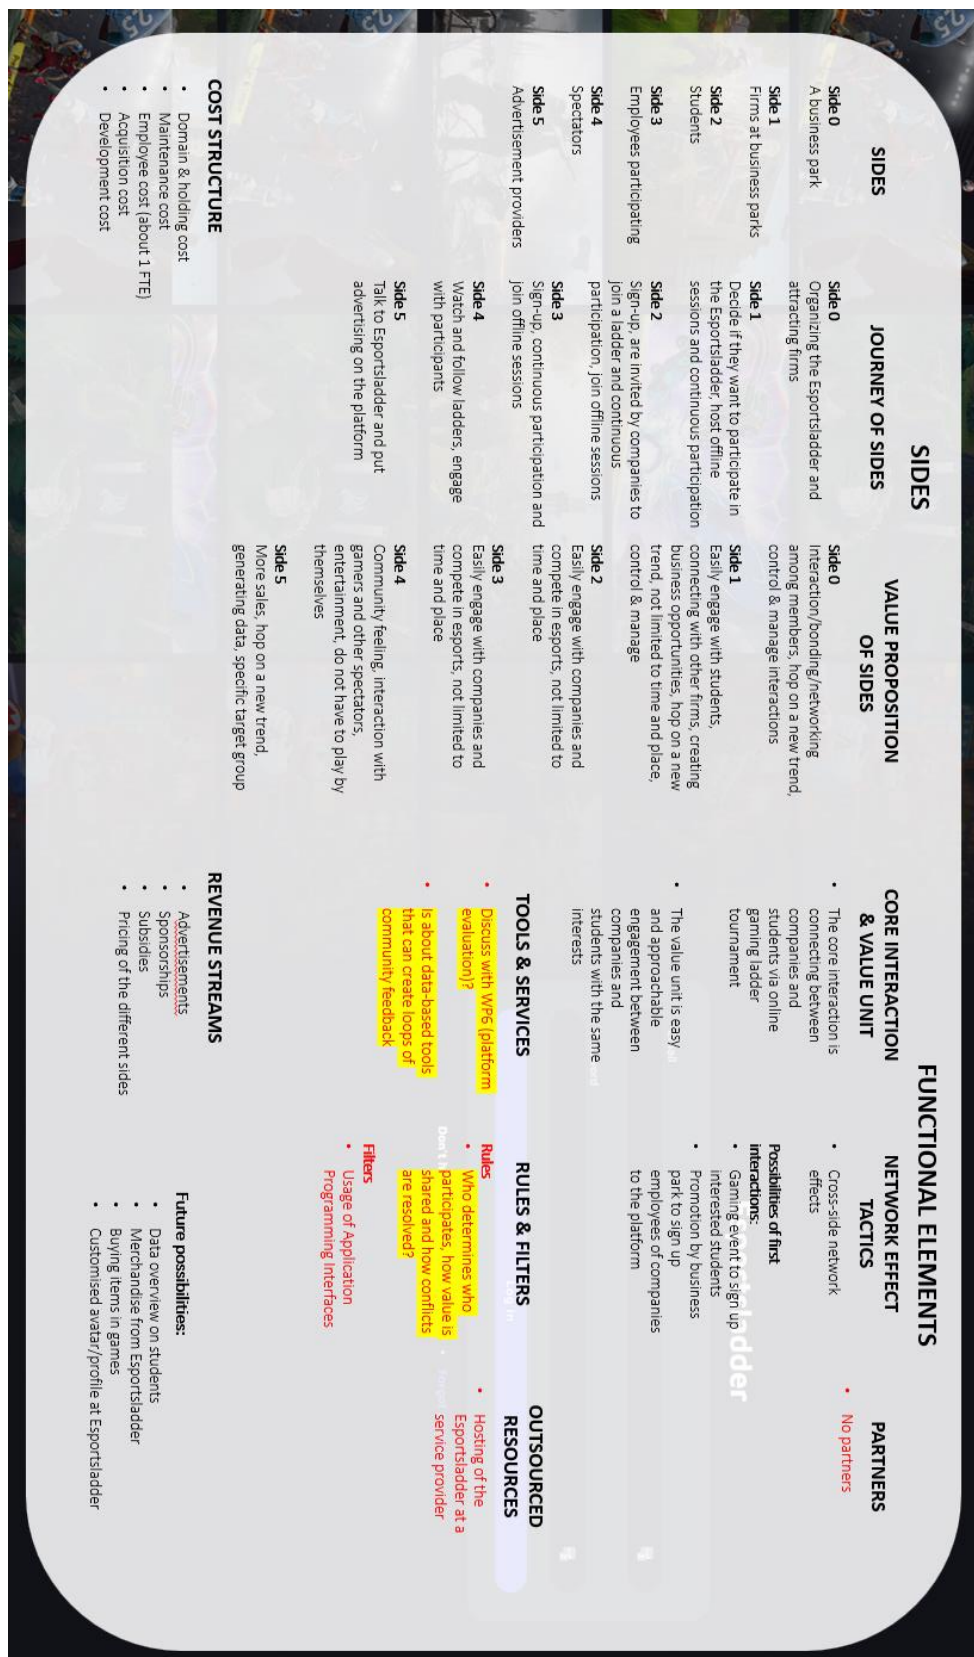 SIDES
FUNCTIONAL ELEMENTS
SIDES
Side 0
A business park
Side 1
Firms at business parks
Side 2
Students
Side 3
Employees participating
Side 4
Spectators
Side 5
Advertisement providers
JOURNEY OF SIDES
Side 0
Organizing the Esportsladder and
attracting firms
Side 1
Decide if they want to participate in
the Esportsladder, host offline
sessions and continuous participation
Side 2
Sign-up, are invited by companies to
join a ladder and continuous
participation, join offline sessions
Side 3
Sign-up, continuous participation and
join offline sessions
Side 4
Watch and follow ladders, engage
with participants
Side 5
Talk to Esportsladder and put
advertising on the platform
VALUE PROPOSITION
OF SIDES
Side 0
Interaction/bonding/networking
among members, hop on a new trend,
control & manage interactions
Side 1
Easily engage with students,
connecting with other firms, creating
business opportunities, hop on a new
trend, not limited to time and place,
control & manage
Side 2
Easily engage with companies and
compete in esports, not limited to
time and place
Side 3
Easily engage with companies and
compete in esports, not limited to
time and place
Side 4
Community feeling, interaction with
gamers and other spectators,
entertainment, do not have to play by
themselves
Side 5
More sales, hop on a new trend,
generating data, specific target group
CORE INTERACTION
& VALUE UNIT
• The core interaction is
connecting between
companies and
students via online
gaming ladder
tournament
• The value unit is easy
and approachable
engagement between
companies and
students with the same
interests
NETWORK EFFECT
TACTICS
• Cross-side network
effects
Possibilities of first
interactions:
• Gaming event to sign up
interested students
• Promotion by business
park to sign up
employees of companies
to the platform
PARTNERS
• No partners
TOOLS & SERVICES
• Discuss with WP6 (platform
evaluation)?
• Is about data-based tools
that can create loops of
community feedback
RULES & FILTERS
Rules
• Who determines who
participates, how value is
shared and how conflicts
are resolved?
Filters
• Usage of Application
Programming Interfaces
OUTSOURCED
RESOURCES
• Hosting of the
Esportsladder at a
service provider
COST STRUCTURE
• Domain & holding cost
• Maintenance cost
• Employee cost (about 1 FTE)
• Acquisition cost
• Development cost
REVENUE STREAMS
• Advertisements
• Sponsorships
• Subsidies
• Pricing of the different sides
Future possibilities:
• Data overview on students
• Merchandise from Esportsladder
• Buying items in games
• Customised avatar/profile at Esportsladder
Log in